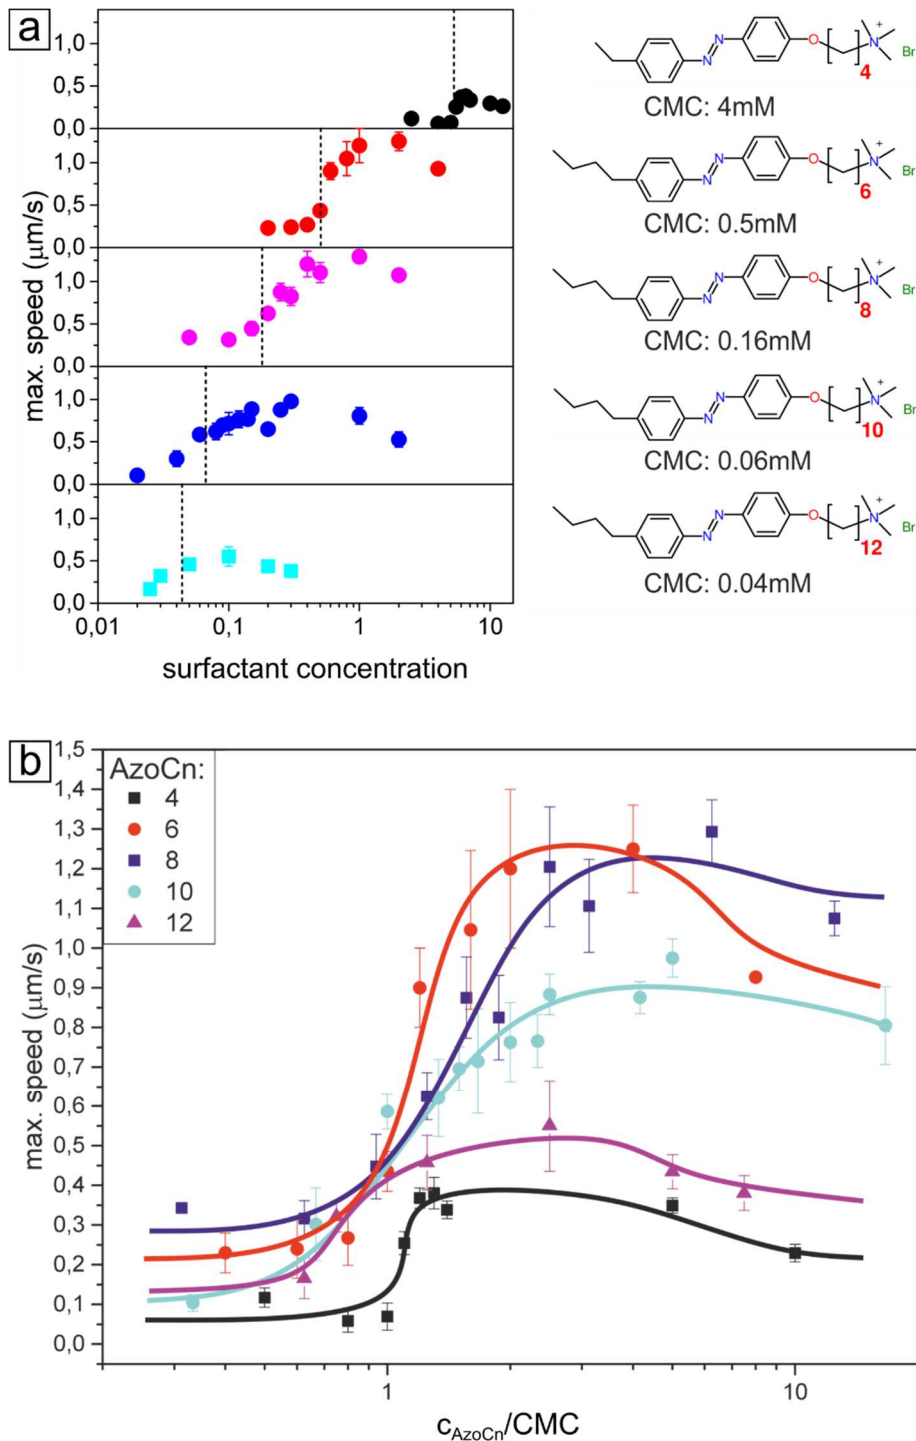 a
max. speed (µm/s)
1,0
0,5
0,0
1,0
0,5
0,0
1,0
0,5
0,0
1,0
0,5
0,0
1,0
0,5
0,0
0,01 0,1 1 10
surfactant concentration
N N O N + Br
4
CMC: 4mM
N N O N + Br
6
CMC: 0.5mM
N N O N + Br
8
CMC: 0.16mM
N N O N + Br
10
CMC: 0.06mM
N N O N + Br
12
CMC: 0.04mM
b
max. speed (µm/s)
1,5
1,4
1,3
1,2
1,1
1,0
0,9
0,8
0,7
0,6
0,5
0,4
0,3
0,2
0,1
0,0
AzoCn:
4
6
8
10
12
1 10
cAzoCn/CMC